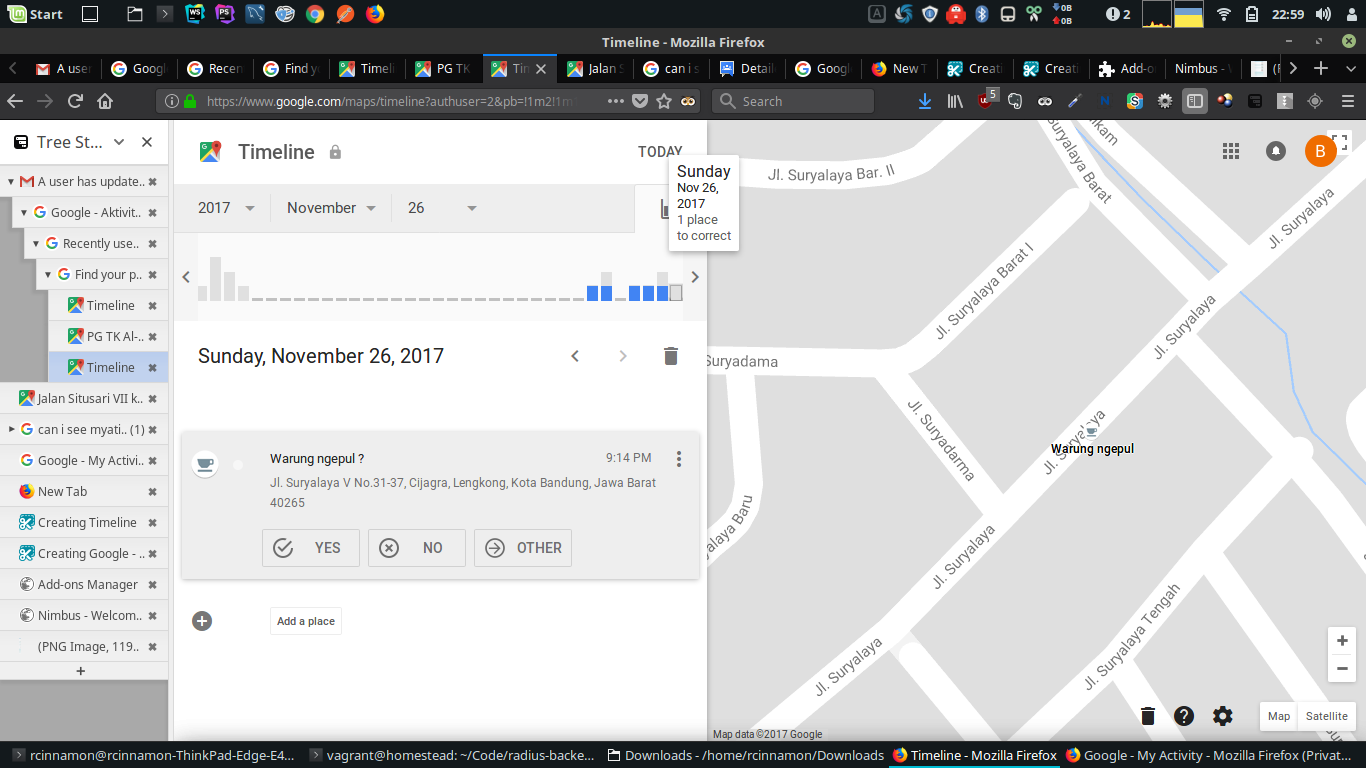 Start
2
0B
0B
22:59
Timeline - Mozilla Firefox
A user
Googl
Recen
Find y
Timeli
PG TK
Tim
Jalan S
can i s
Detail
Googl
New T
Creati
Creati
Add-o
Nimbus -
(P
https://www.google.com/maps/timeline?authuser=2&pb=!1m2!1m
Search
5
Tree St...
A user has update..
Google - Aktivit..
Recently use..
Find your p..
Timeline
PG TK Al-..
Timeline
Jalan Situsari VII k..
can i see myati.. (1)
Google - My Activi..
New Tab
Creating Timeline
Creating Google - ..
Add-ons Manager
Nimbus - Welcom..
(PNG Image, 119..
Timeline
TODAY
Sunday
Nov 26,
2017
1 place
to correct
2017
November
26
Sunday, November 26, 2017
Warung ngepul ?
9:14 PM
Jl. Suryalaya V No.31-37, Cijagra, Lengkong, Kota Bandung, Jawa Barat
40265
YES
NO
OTHER
Add a place
Jl. Suryalaya Bar. II
Suryalaya Barat
ikam
B
Jl. Suryalaya
Jl. Suryalaya Barat I
Jl. Suryalaya
Suryadama
Jl. Suryadarma
Jl. Suryalaya
Warung ngepul
alaya Baru
Jl. Suryalaya
Jl. Suryalaya Tengah
Jl. Suryalaya
Map
Satellite
Map data ©2017 Google
rcinnamon@rcinnamon-ThinkPad-Edge-E4...
vagrant@homestead: ~/Code/radius-backe...
Downloads - /home/rcinnamon/Downloads
Timeline - Mozilla Firefox
Google - My Activity - Mozilla Firefox (Privat...